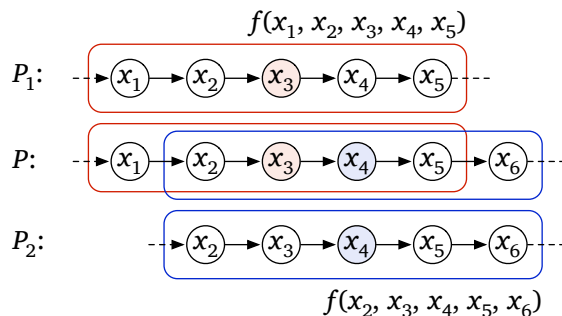 f(x₁, x₂, x₃, x₄, x₅)
P₁: x₁ x₂ x₃ x₄ x₅
P: x₁ x₂ x₃ x₄ x₅ x₆
P₂: x₂ x₃ x₄ x₅ x₆
f(x₂, x₃, x₄, x₅, x₆)